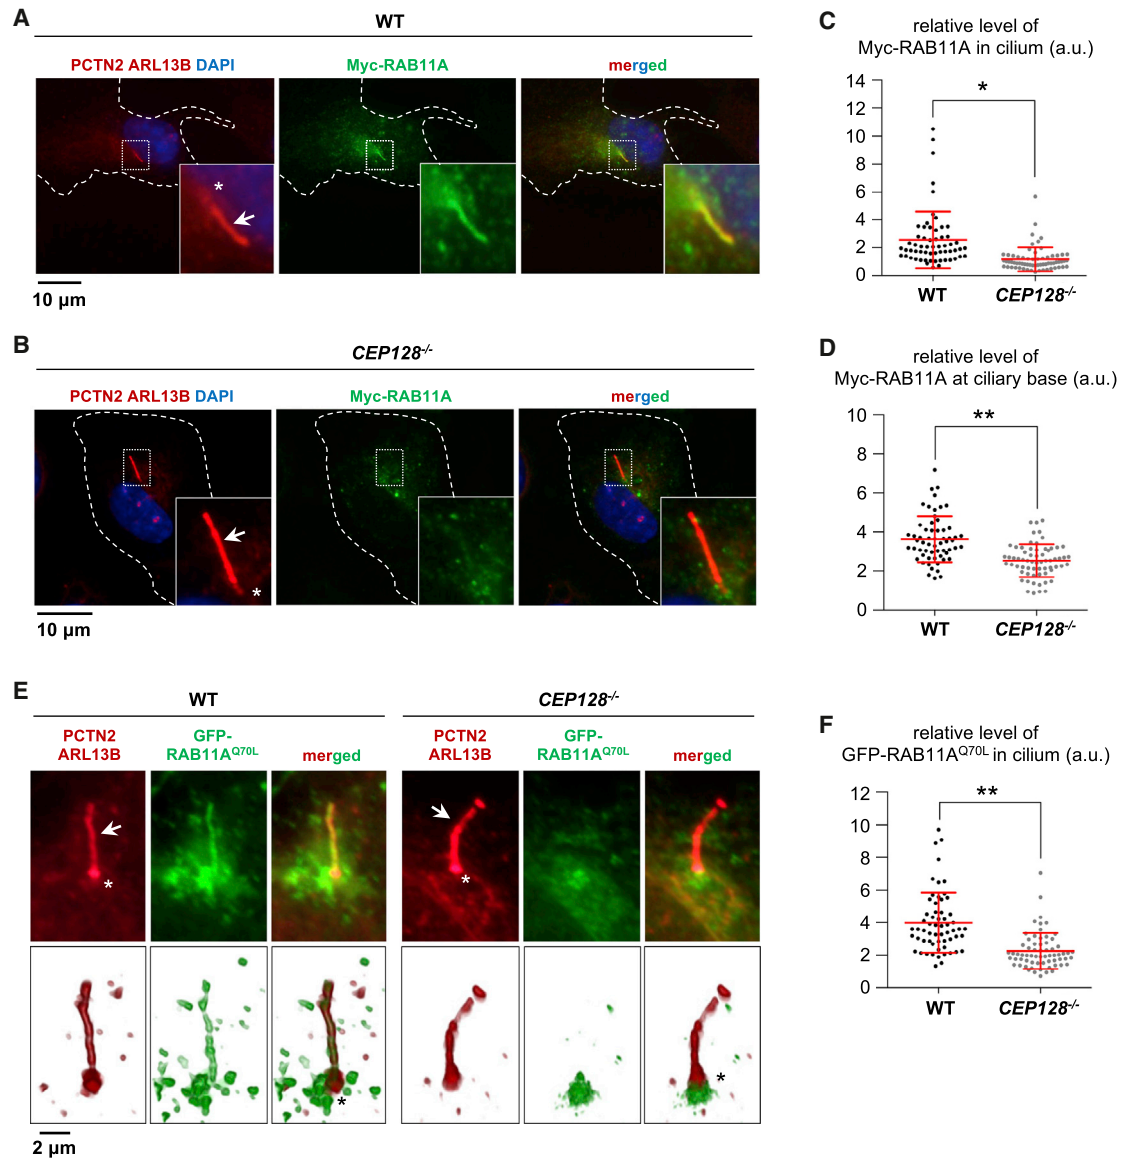 A
WT
PCTN2 ARL13B DAPI
Myc-RAB11A
merged
*
10 μm
B
CEP128-/-
PCTN2 ARL13B DAPI
Myc-RAB11A
merged
*
10 μm
C
relative level of
Myc-RAB11A in cilium (a.u.)
14
12
10
8
6
4
2
0
*
WT
CEP128-/-
D
relative level of
Myc-RAB11A at ciliary base (a.u.)
10
8
6
4
2
0
**
WT
CEP128-/-
E
WT
CEP128-/-
PCTN2
ARL13B
GFP-
RAB11AQ70L
merged
PCTN2
ARL13B
GFP-
RAB11AQ70L
merged
*
*
*
*
2 μm
F
relative level of
GFP-RAB11AQ70L in cilium (a.u.)
12
10
8
6
4
2
0
**
WT
CEP128-/-